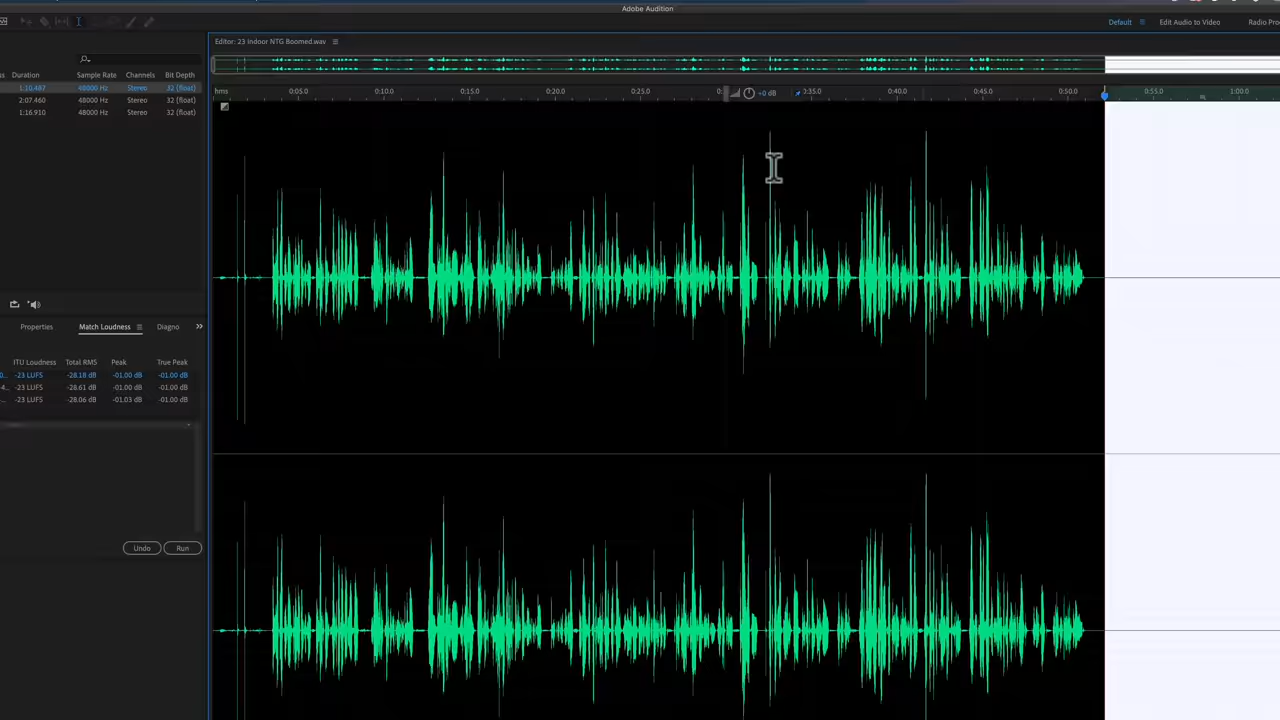 Adobe Audition
Default
Edit Audio to Video
Radio Pro
Editor: 23 Indoor NTG Boomed.wav
Duration Sample Rate Channels Bit Depth
1:10.487 48000 Hz Stereo 32 (float)
2:07.460 48000 Hz Stereo 32 (float)
1:16.910 48000 Hz Stereo 32 (float)
hms 0:05.0 0:10.0 0:15.0 0:20.0 0:25.0 +0 dB 0:35.0 0:40.0 0:45.0 0:50.0 0:55.0 1:00.0
Properties Match Loudness Diagno
ITU Loudness Total RMS Peak True Peak
0... -23 LUFS -28.18 dB -01.00 dB -01.00 dB
4... -23 LUFS -28.61 dB -01.00 dB -01.00 dB
... -23 LUFS -28.06 dB -01.03 dB -01.00 dB
Undo Run